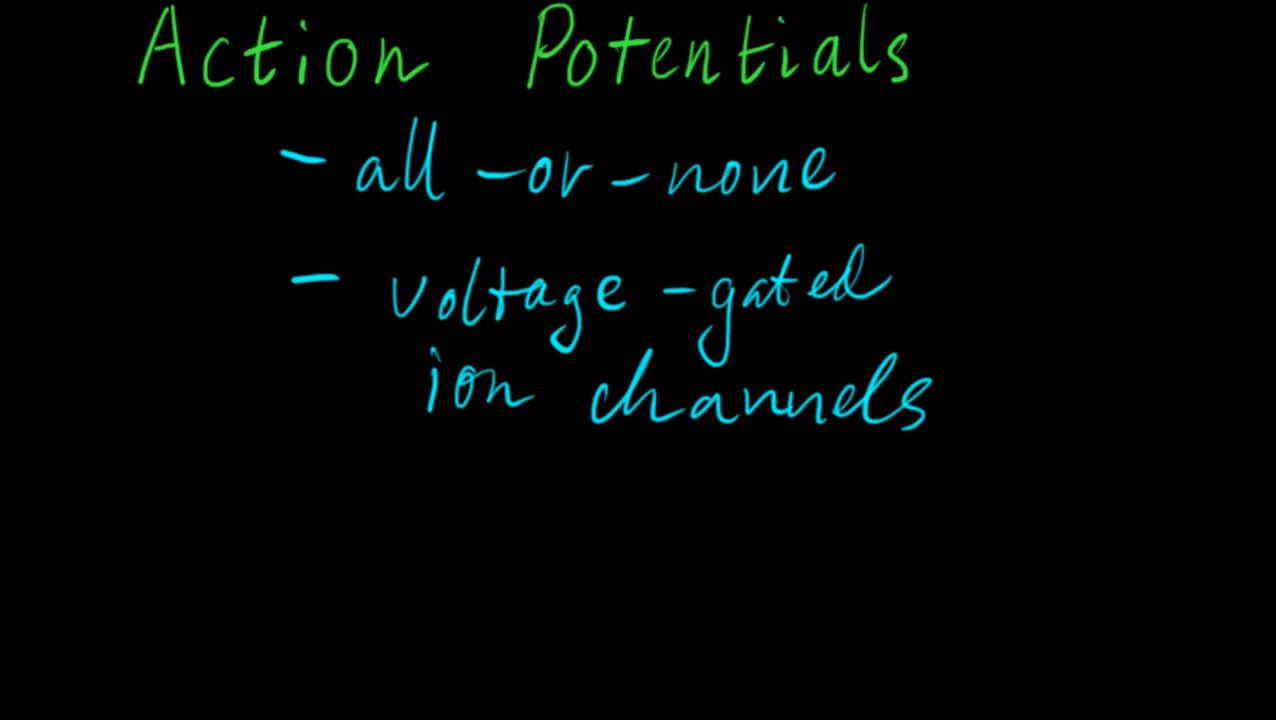 Action Potentials
- all-or-none
- voltage-gated
ion channels